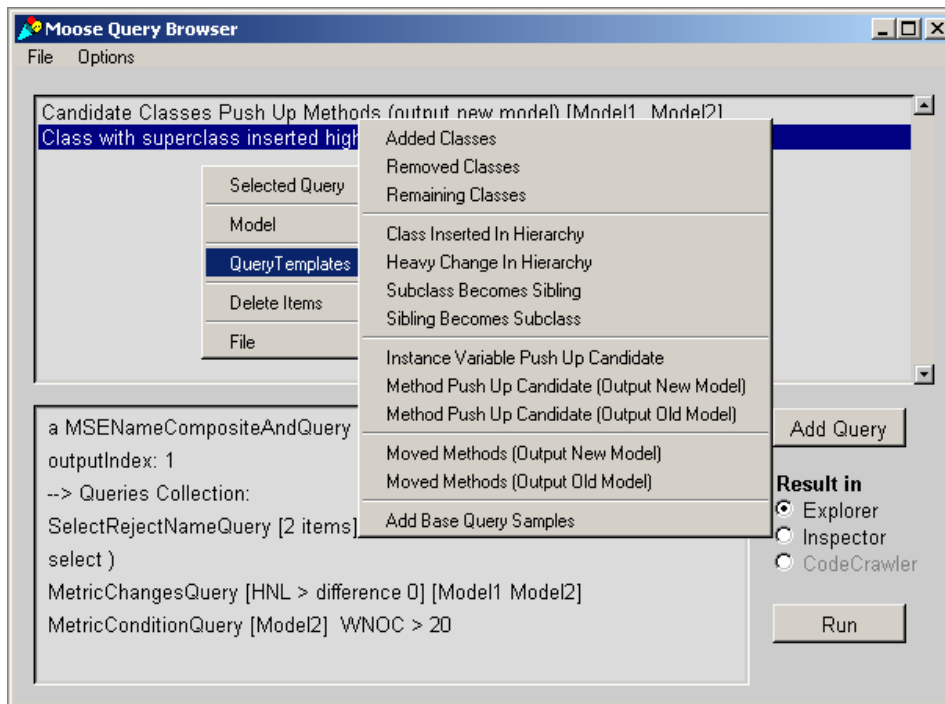 Moose Query Browser
File Options
Candidate Classes Push Up Methods (output new model) [Model1 Model2]
Class with superclass inserted high
Selected Query
Model
QueryTemplates
Delete Items
File
Added Classes
Removed Classes
Remaining Classes
Class Inserted In Hierarchy
Heavy Change In Hierarchy
Subclass Becomes Sibling
Sibling Becomes Subclass
Instance Variable Push Up Candidate
Method Push Up Candidate (Output New Model)
Method Push Up Candidate (Output Old Model)
Moved Methods (Output New Model)
Moved Methods (Output Old Model)
Add Base Query Samples
a MSENameCompositeAndQuery
outputIndex: 1
--> Queries Collection:
SelectRejectNameQuery [2 items]
select )
MetricChangesQuery [HNL > difference 0] [Model1 Model2]
MetricConditionQuery [Model2] WNOC > 20
Add Query
Result in
Explorer
Inspector
CodeCrawler
Run